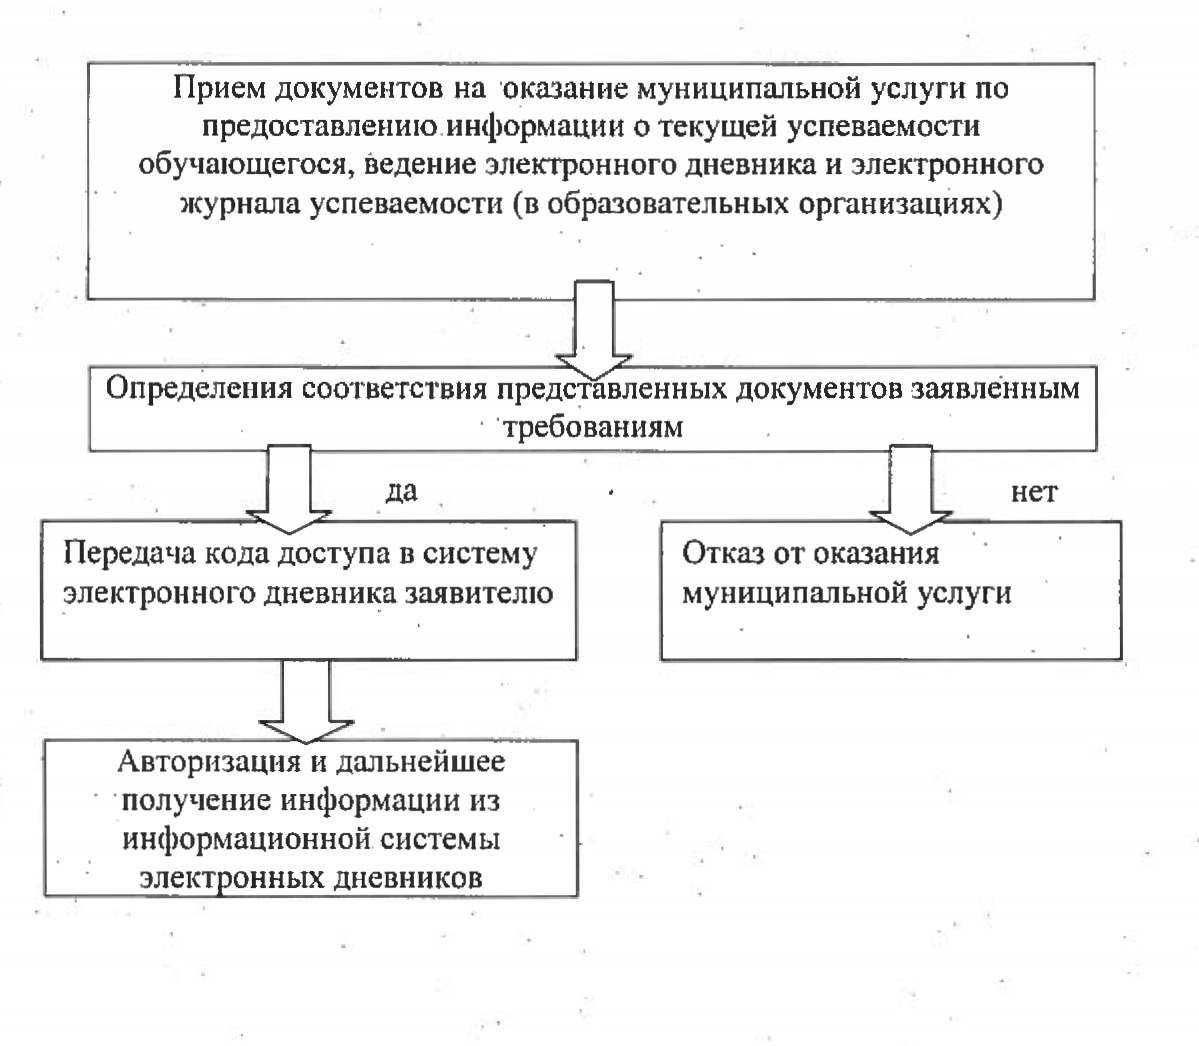 Прием документов на оказание муниципальной услуги по
предоставлению информации о текущей успеваемости
обучающегося, ведение электронного дневника и электронного
журнала успеваемости (в образовательных организациях)
Определения соответствия представленных документов заявленным
требованиям
да
нет
Передача кода доступа в систему
электронного дневника заявителю
Отказ от оказания
муниципальной услуги
Авторизация и дальнейшее
получение информации из
информационной системы
электронных дневников